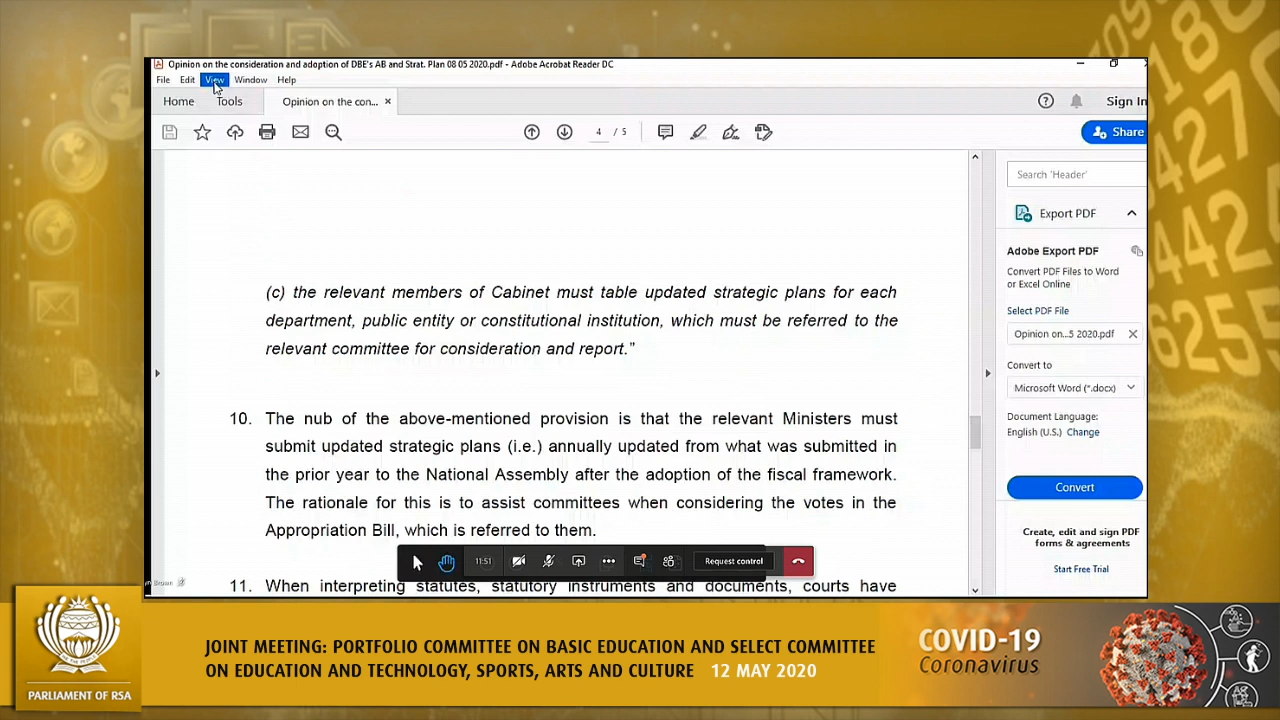 Opinion on the consideration and adoption of DBE's AB and Strat. Plan 08 05 2020.pdf - Adobe Acrobat Reader DC
File Edit View Window Help
Home Tools Opinion on the con... × Sign In
4 / 5
Share
Search 'Header'
Export PDF
Adobe Export PDF
Convert PDF Files to Word
or Excel Online
Select PDF File
Opinion on...5 2020.pdf
Convert to
Microsoft Word (*.docx)
Document Language:
English (U.S.) Change
Convert
Create, edit and sign PDF
forms & agreements
Start Free Trial
(c) the relevant members of Cabinet must table updated strategic plans for each
department, public entity or constitutional institution, which must be referred to the
relevant committee for consideration and report.”
10. The nub of the above-mentioned provision is that the relevant Ministers must
submit updated strategic plans (i.e.) annually updated from what was submitted in
the prior year to the National Assembly after the adoption of the fiscal framework.
The rationale for this is to assist committees when considering the votes in the
Appropriation Bill, which is referred to them.
11:51 Request control
11. When interpreting statutes, statutory instruments and documents, courts have
PARLIAMENT OF RSA
JOINT MEETING: PORTFOLIO COMMITTEE ON BASIC EDUCATION AND SELECT COMMITTEE
ON EDUCATION AND TECHNOLOGY, SPORTS, ARTS AND CULTURE 12 MAY 2020
COVID-19
Coronavirus